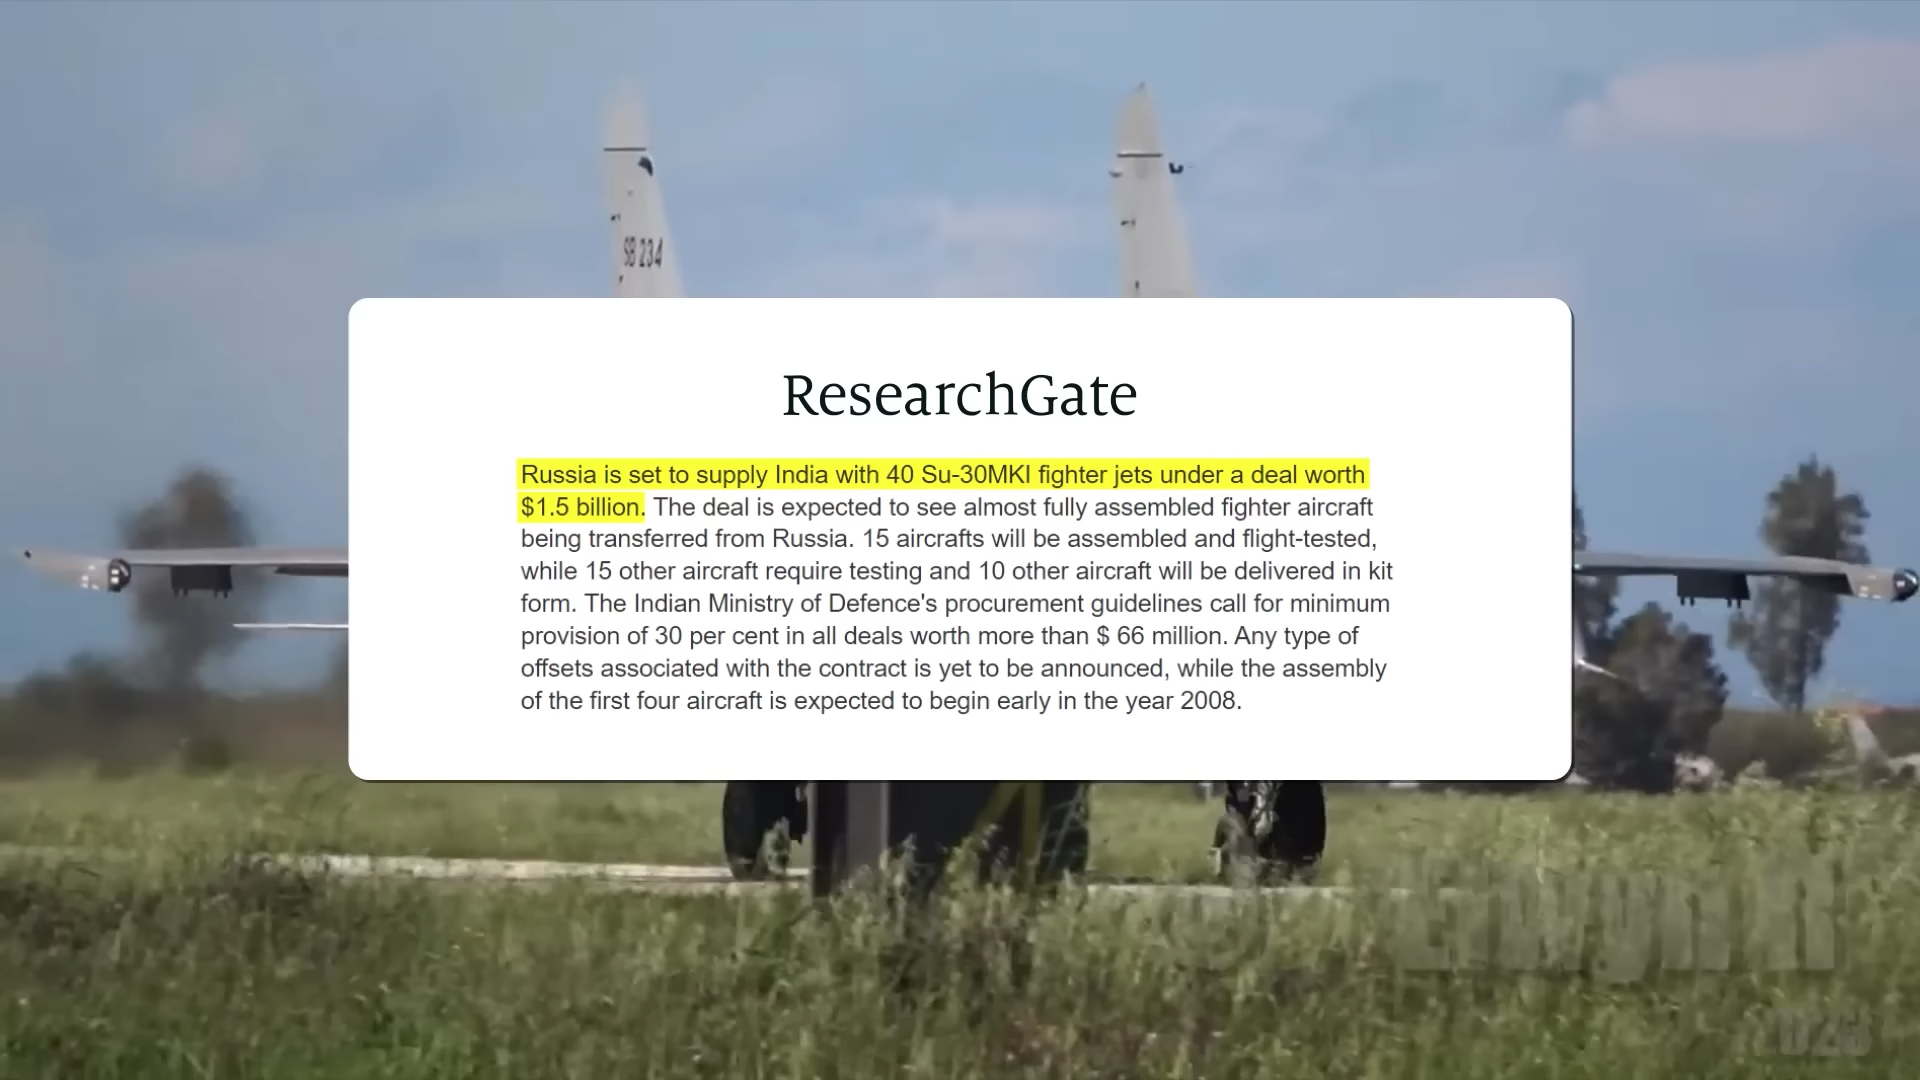 SB 234
ResearchGate
Russia is set to supply India with 40 Su-30MKI fighter jets under a deal worth
$1.5 billion. The deal is expected to see almost fully assembled fighter aircraft
being transferred from Russia. 15 aircrafts will be assembled and flight-tested,
while 15 other aircraft require testing and 10 other aircraft will be delivered in kit
form. The Indian Ministry of Defence's procurement guidelines call for minimum
provision of 30 per cent in all deals worth more than $ 66 million. Any type of
offsets associated with the contract is yet to be announced, while the assembly
of the first four aircraft is expected to begin early in the year 2008.